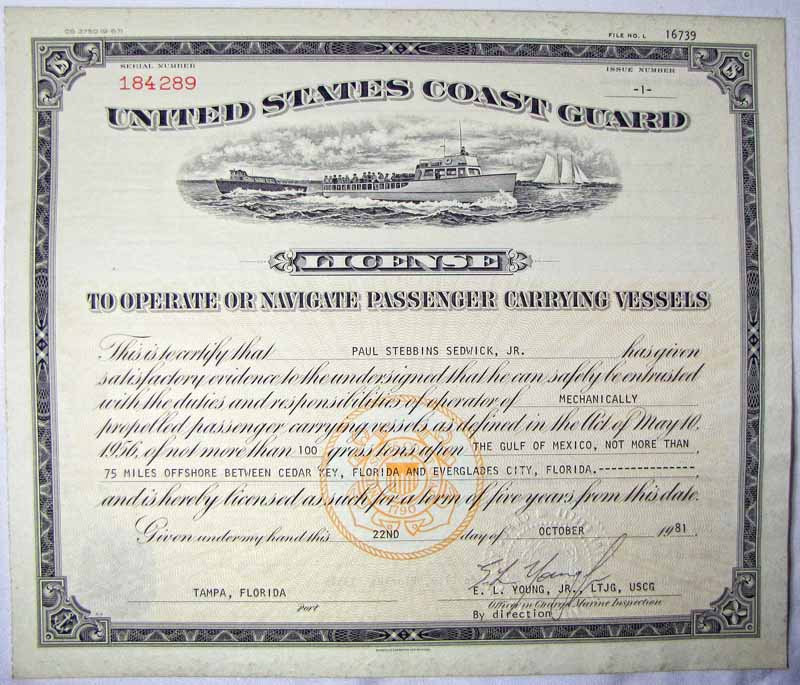 CG 3750 (9-67)
FILE NO. L 16739
SERIAL NUMBER
184289
ISSUE NUMBER
-1-
UNITED STATES COAST GUARD
LICENSE
TO OPERATE OR NAVIGATE PASSENGER CARRYING VESSELS
This is to certify that PAUL STEBBINS SEDWICK, JR. has given
satisfactory evidence to the undersigned that he can safely be entrusted
with the duties and responsibilities of operator of MECHANICALLY
propelled passenger carrying vessels as defined in the Act of May 10,
1956, of not more than 100 gross tons upon THE GULF OF MEXICO, NOT MORE THAN
75 MILES OFFSHORE BETWEEN CEDAR KEY, FLORIDA AND EVERGLADES CITY, FLORIDA.---------------
and is hereby licensed as such for a term of five years from this date.
1790
Given under my hand this 22ND day of OCTOBER 1981.
E L Young Jr
TAMPA, FLORIDA
E. L. YOUNG, JR., LTJG, USCG
Port
Officer in Charge, Marine Inspection
By direction